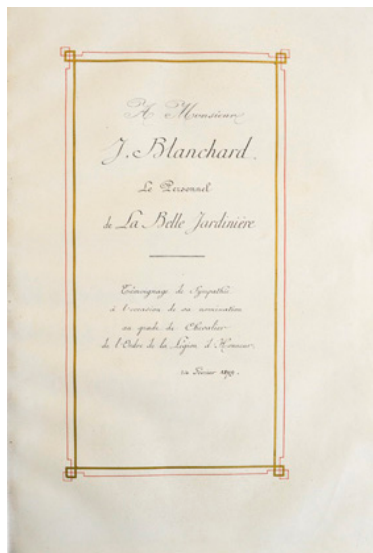 A Monsieur
J. Blanchard.
Le Personnel
de La Belle Jardinière
Témoignage de Sympathie
à l'occasion de sa nomination
au grade de Chevalier
de l'Ordre de la Légion d'Honneur.
Février